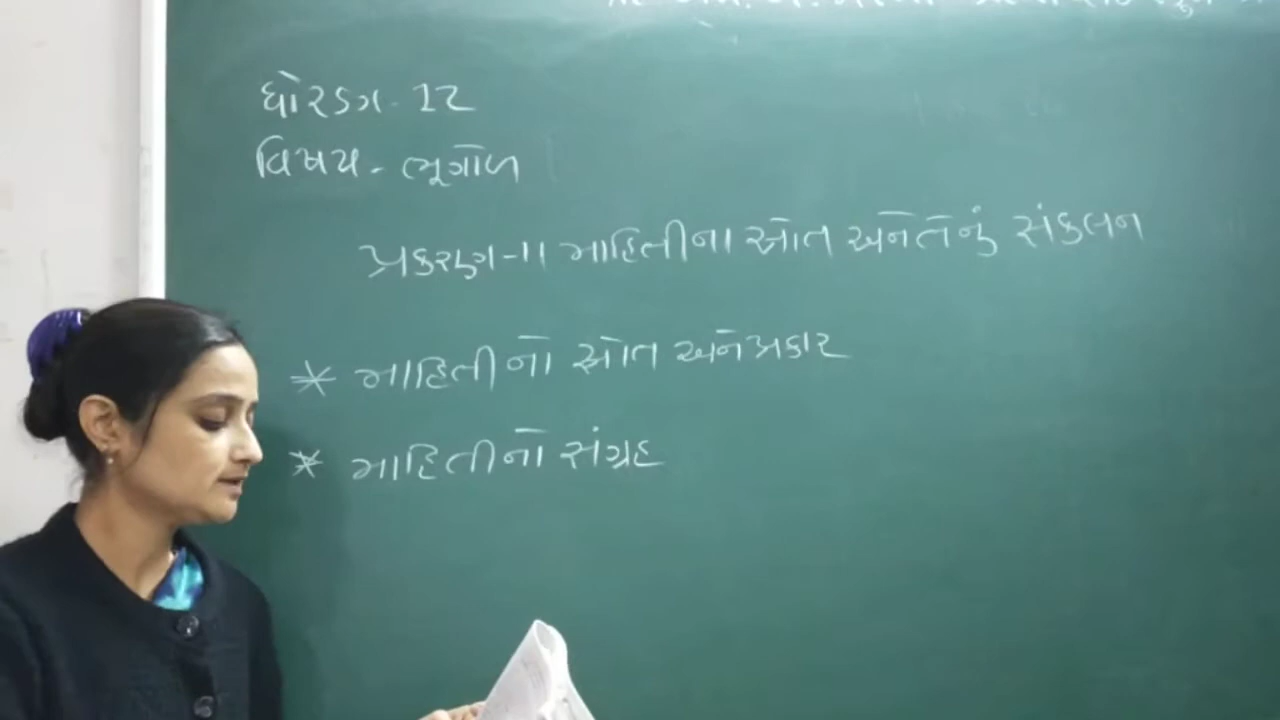 ધોરણ - 12
વિષય - ભૂગોળ
પ્રકરણ - 11 માહિતીના સ્ત્રોત અને તેનું સંકલન
* માહિતીનો સ્ત્રોત અને પ્રકાર
* માહિતીનો સંગ્રહ